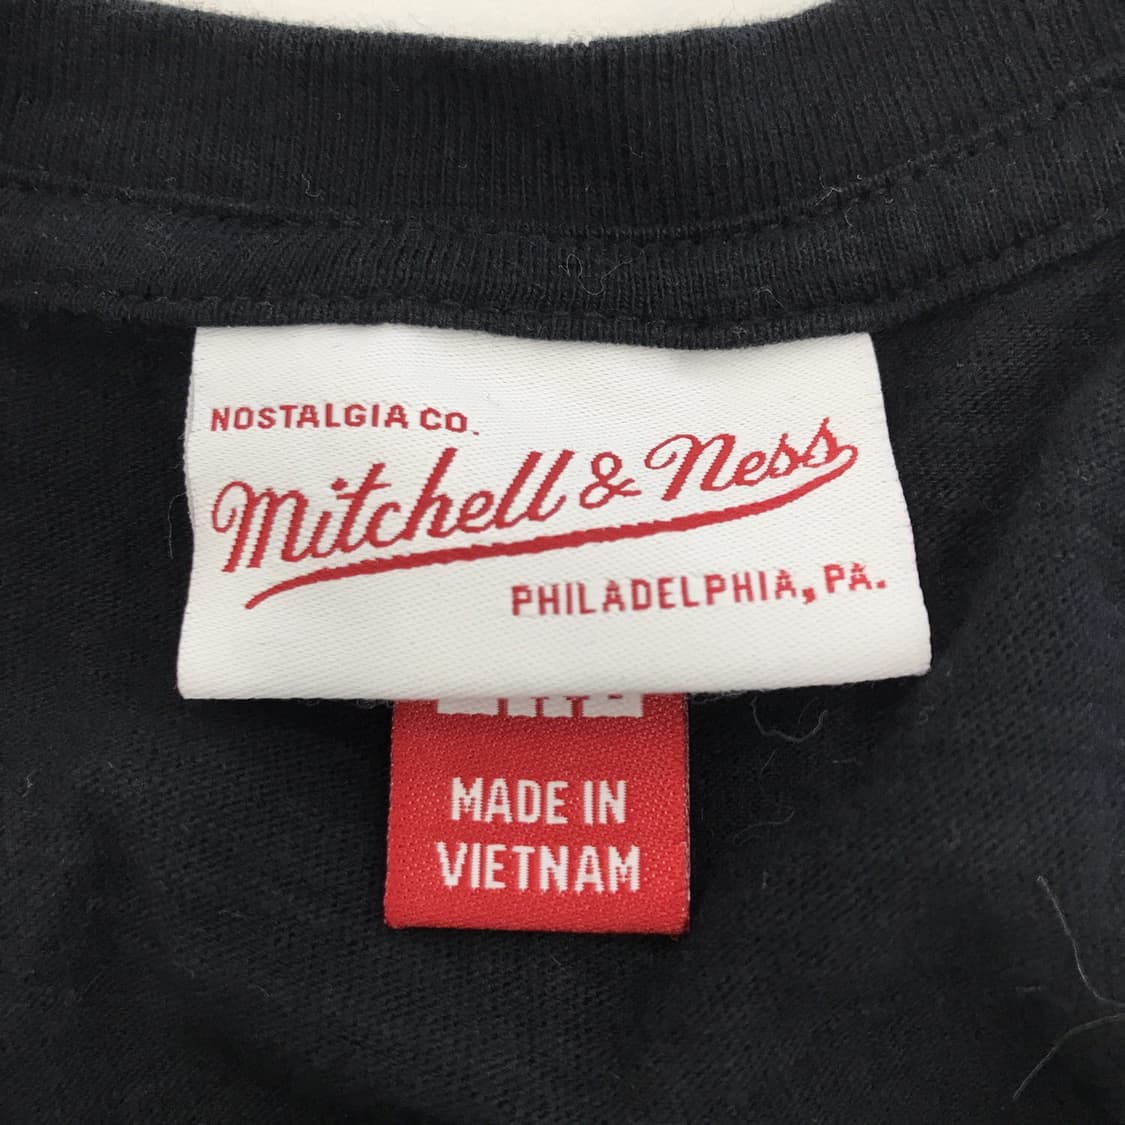 NOSTALGIA CO.
Mitchell & Ness
PHILADELPHIA, PA.
MADE IN
VIETNAM